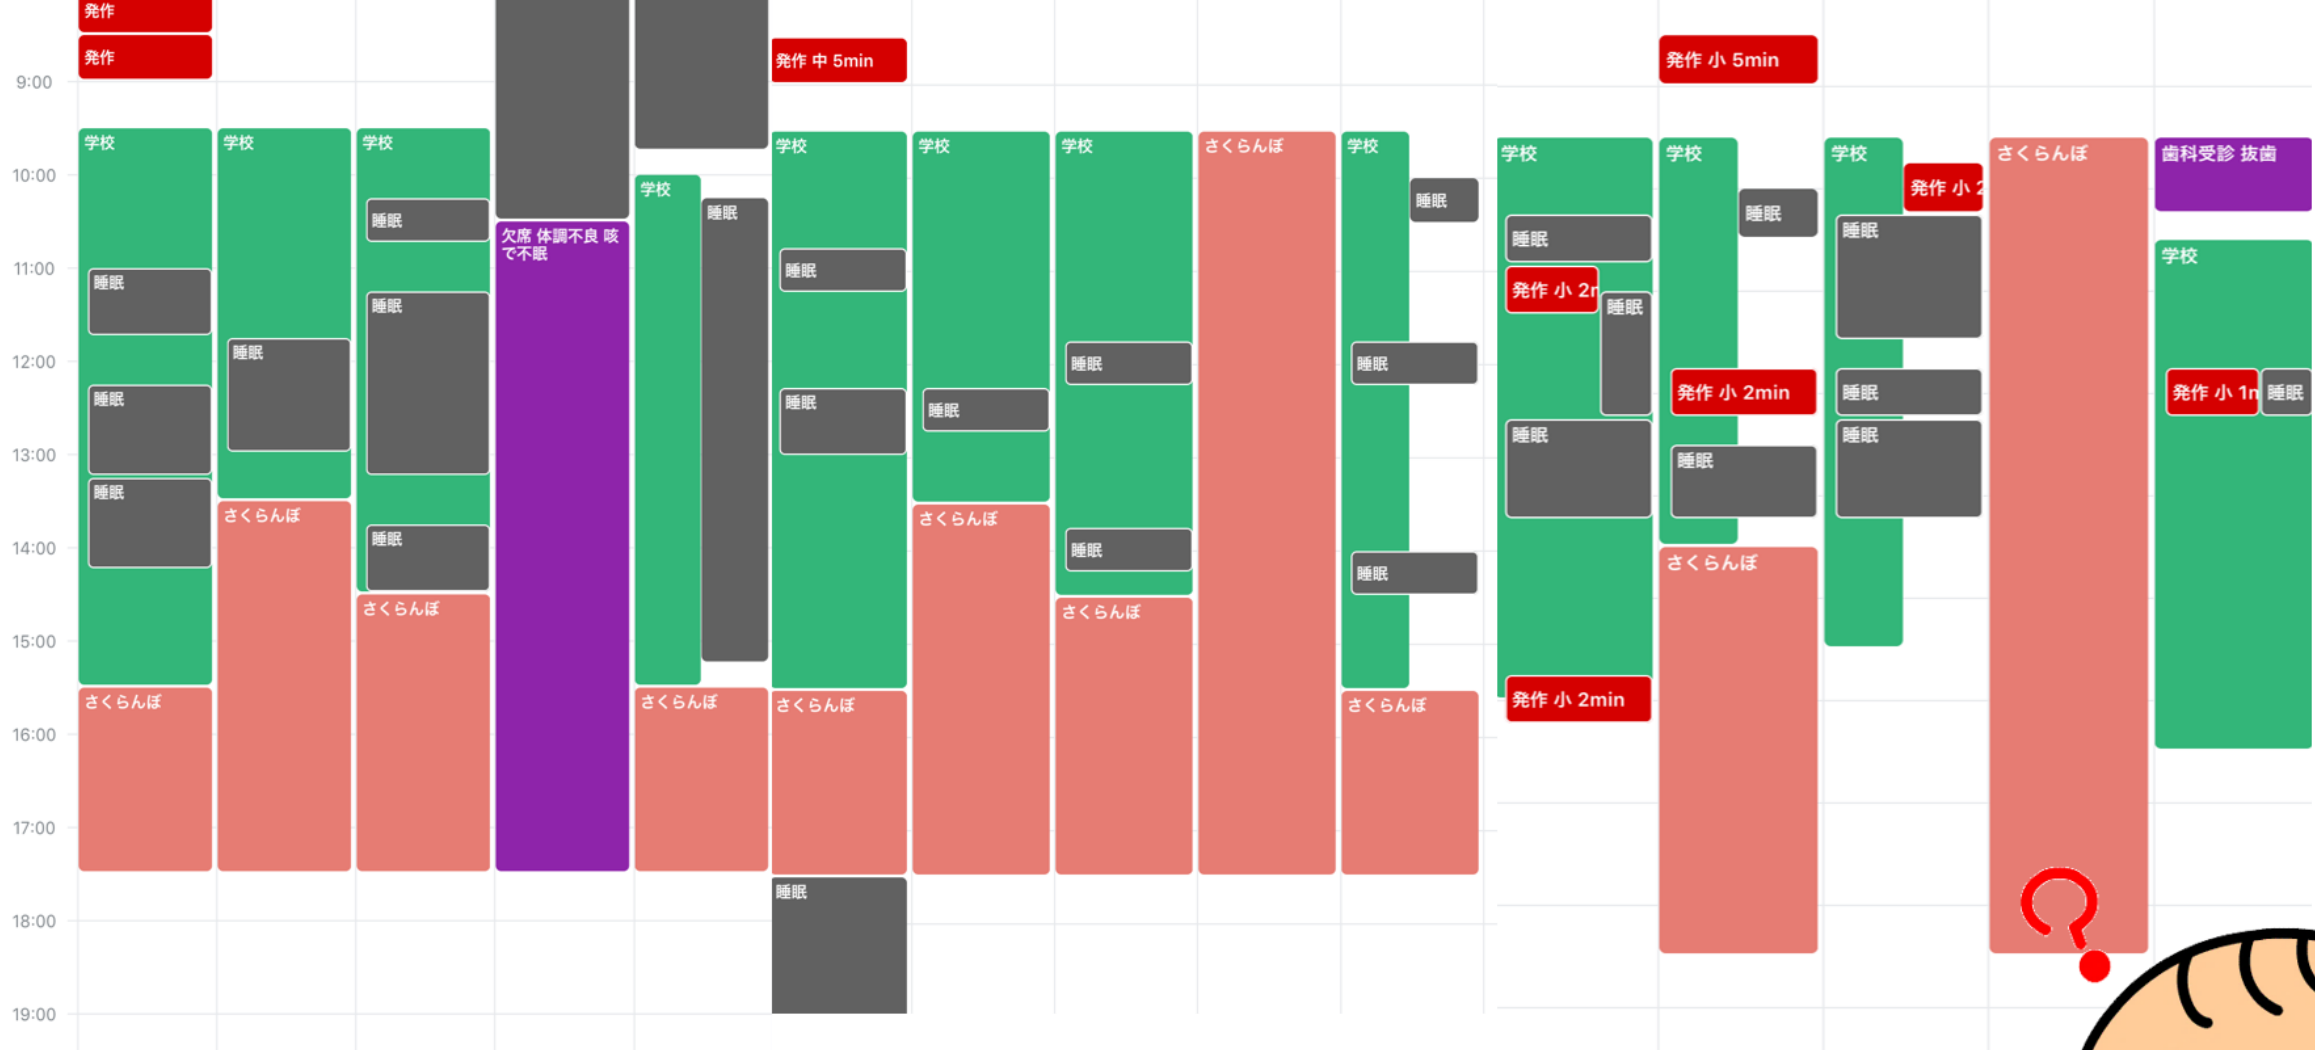 9:00
10:00
11:00
12:00
13:00
14:00
15:00
16:00
17:00
18:00
19:00
発作
発作
学校
睡眠
睡眠
睡眠
さくらんぼ
学校
睡眠
さくらんぼ
学校
睡眠
睡眠
睡眠
さくらんぼ
欠席 体調不良 咳
で不眠
学校
睡眠
さくらんぼ
発作 中 5min
学校
睡眠
睡眠
さくらんぼ
睡眠
学校
睡眠
さくらんぼ
学校
睡眠
睡眠
さくらんぼ
さくらんぼ
学校
睡眠
睡眠
睡眠
さくらんぼ
学校
睡眠
発作 小 2m
睡眠
睡眠
発作 小 2min
発作 小 5min
学校
睡眠
発作 小 2min
睡眠
さくらんぼ
学校
発作 小 2
睡眠
睡眠
睡眠
さくらんぼ
?
歯科受診 抜歯
学校
発作 小 1m
睡眠